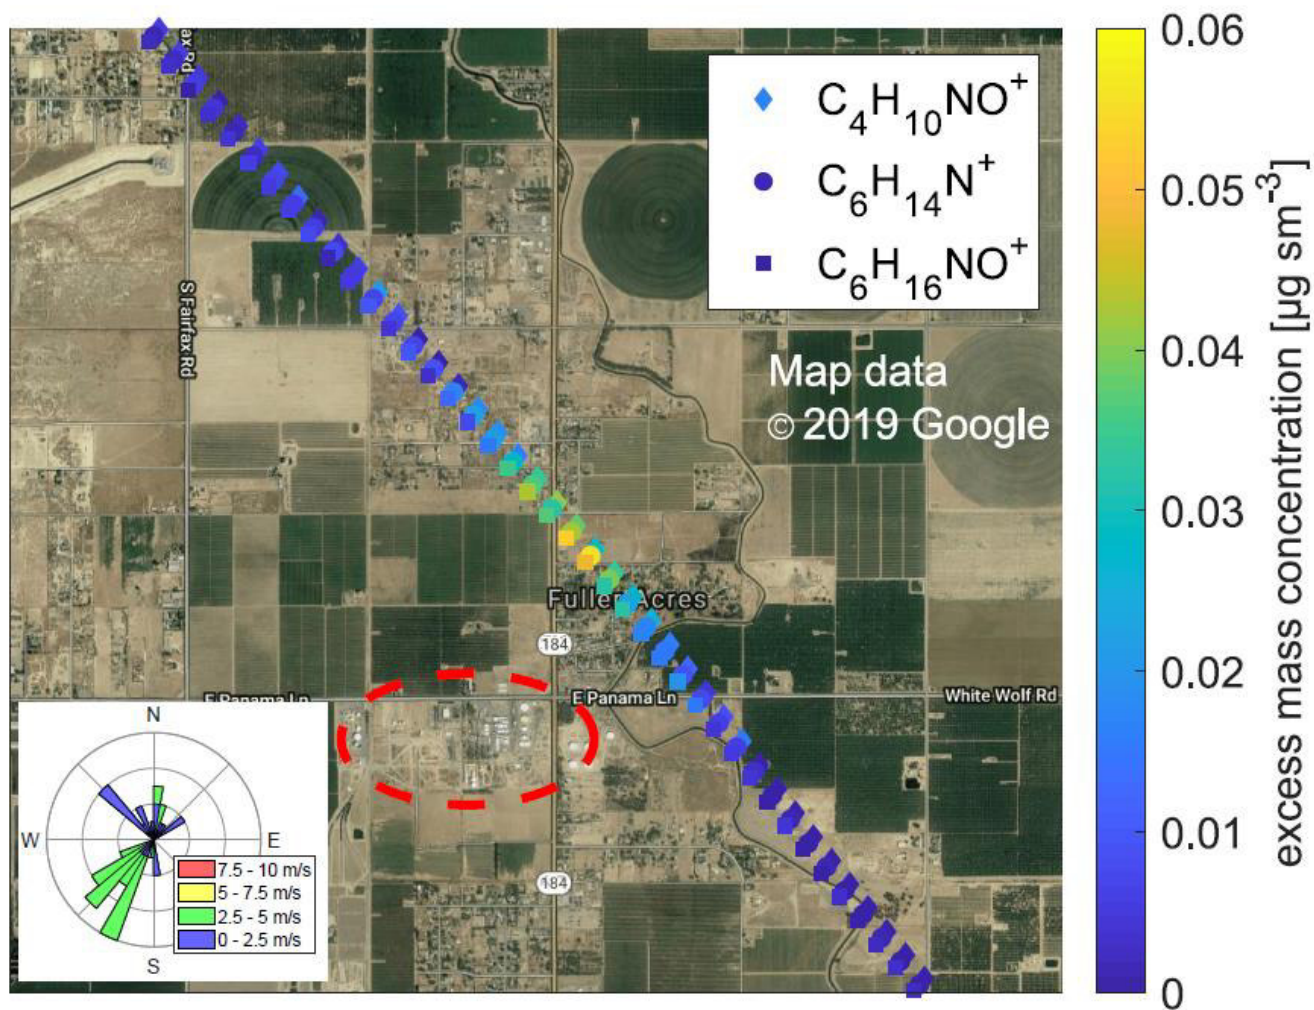 ax Rd
C₄H₁₀NO⁺
C₆H₁₄N⁺
C₆H₁₆NO⁺
S Fairfax Rd
Map data
© 2019 Google
Fuller Acres
184
E Panama Ln
E Panama Ln
White Wolf Rd
184
N
W
E
S
7.5 - 10 m/s
5 - 7.5 m/s
2.5 - 5 m/s
0 - 2.5 m/s
0.06
0.05
0.04
0.03
0.02
0.01
0
excess mass concentration [µg sm⁻³]